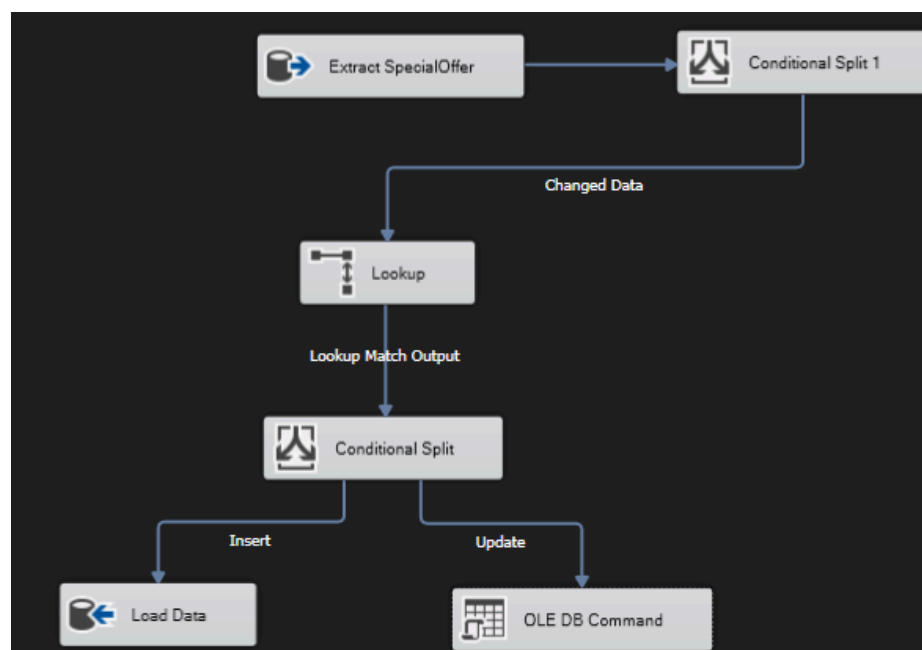 Extract SpecialOffer
Conditional Split 1
Changed Data
Lookup
Lookup Match Output
Conditional Split
Insert
Update
Load Data
OLE DB Command